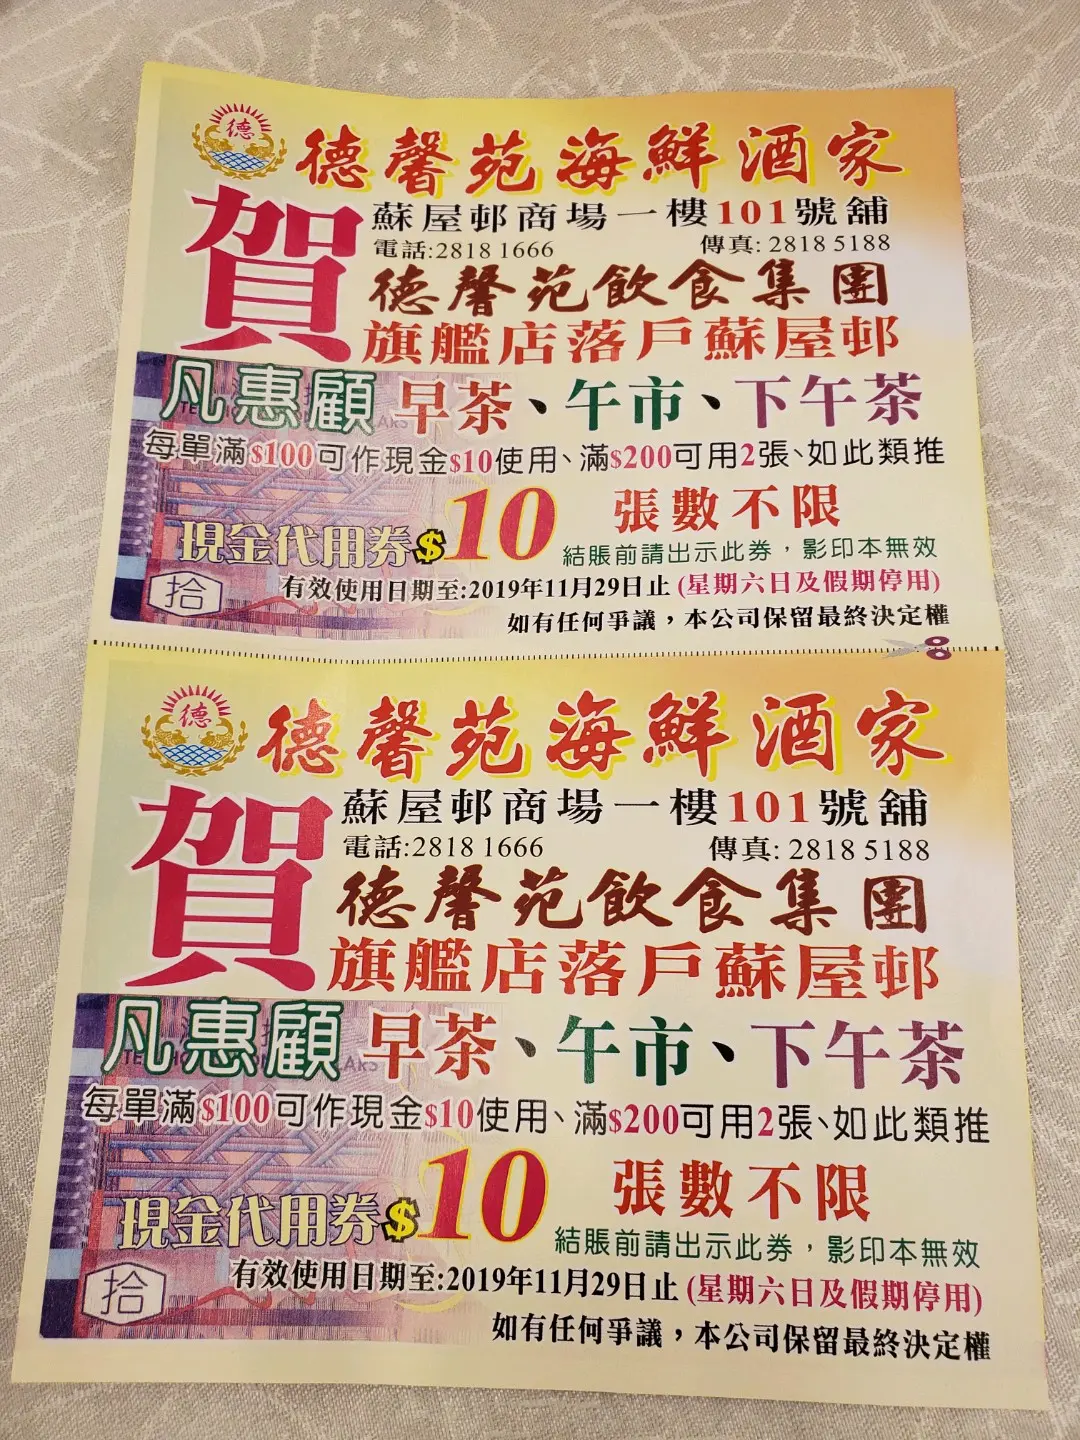 德
德馨苑海鮮酒家
賀
蘇屋邨商場一樓101號舖
電話:2818 1666 傳真: 2818 5188
德馨苑飲食集團
旗艦店落戶蘇屋邨
凡惠顧 早茶、午市、下午茶
每單滿$100可作現金$10使用、滿$200可用2張、如此類推
現金代用券$10 張數不限
結賬前請出示此券，影印本無效
拾
有效使用日期至:2019年11月29日止 (星期六日及假期停用)
如有任何爭議，本公司保留最終決定權
德
德馨苑海鮮酒家
賀
蘇屋邨商場一樓101號舖
電話:2818 1666 傳真: 2818 5188
德馨苑飲食集團
旗艦店落戶蘇屋邨
凡惠顧 早茶、午市、下午茶
每單滿$100可作現金$10使用、滿$200可用2張、如此類推
現金代用券$10 張數不限
結賬前請出示此券，影印本無效
拾
有效使用日期至:2019年11月29日止 (星期六日及假期停用)
如有任何爭議，本公司保留最終決定權